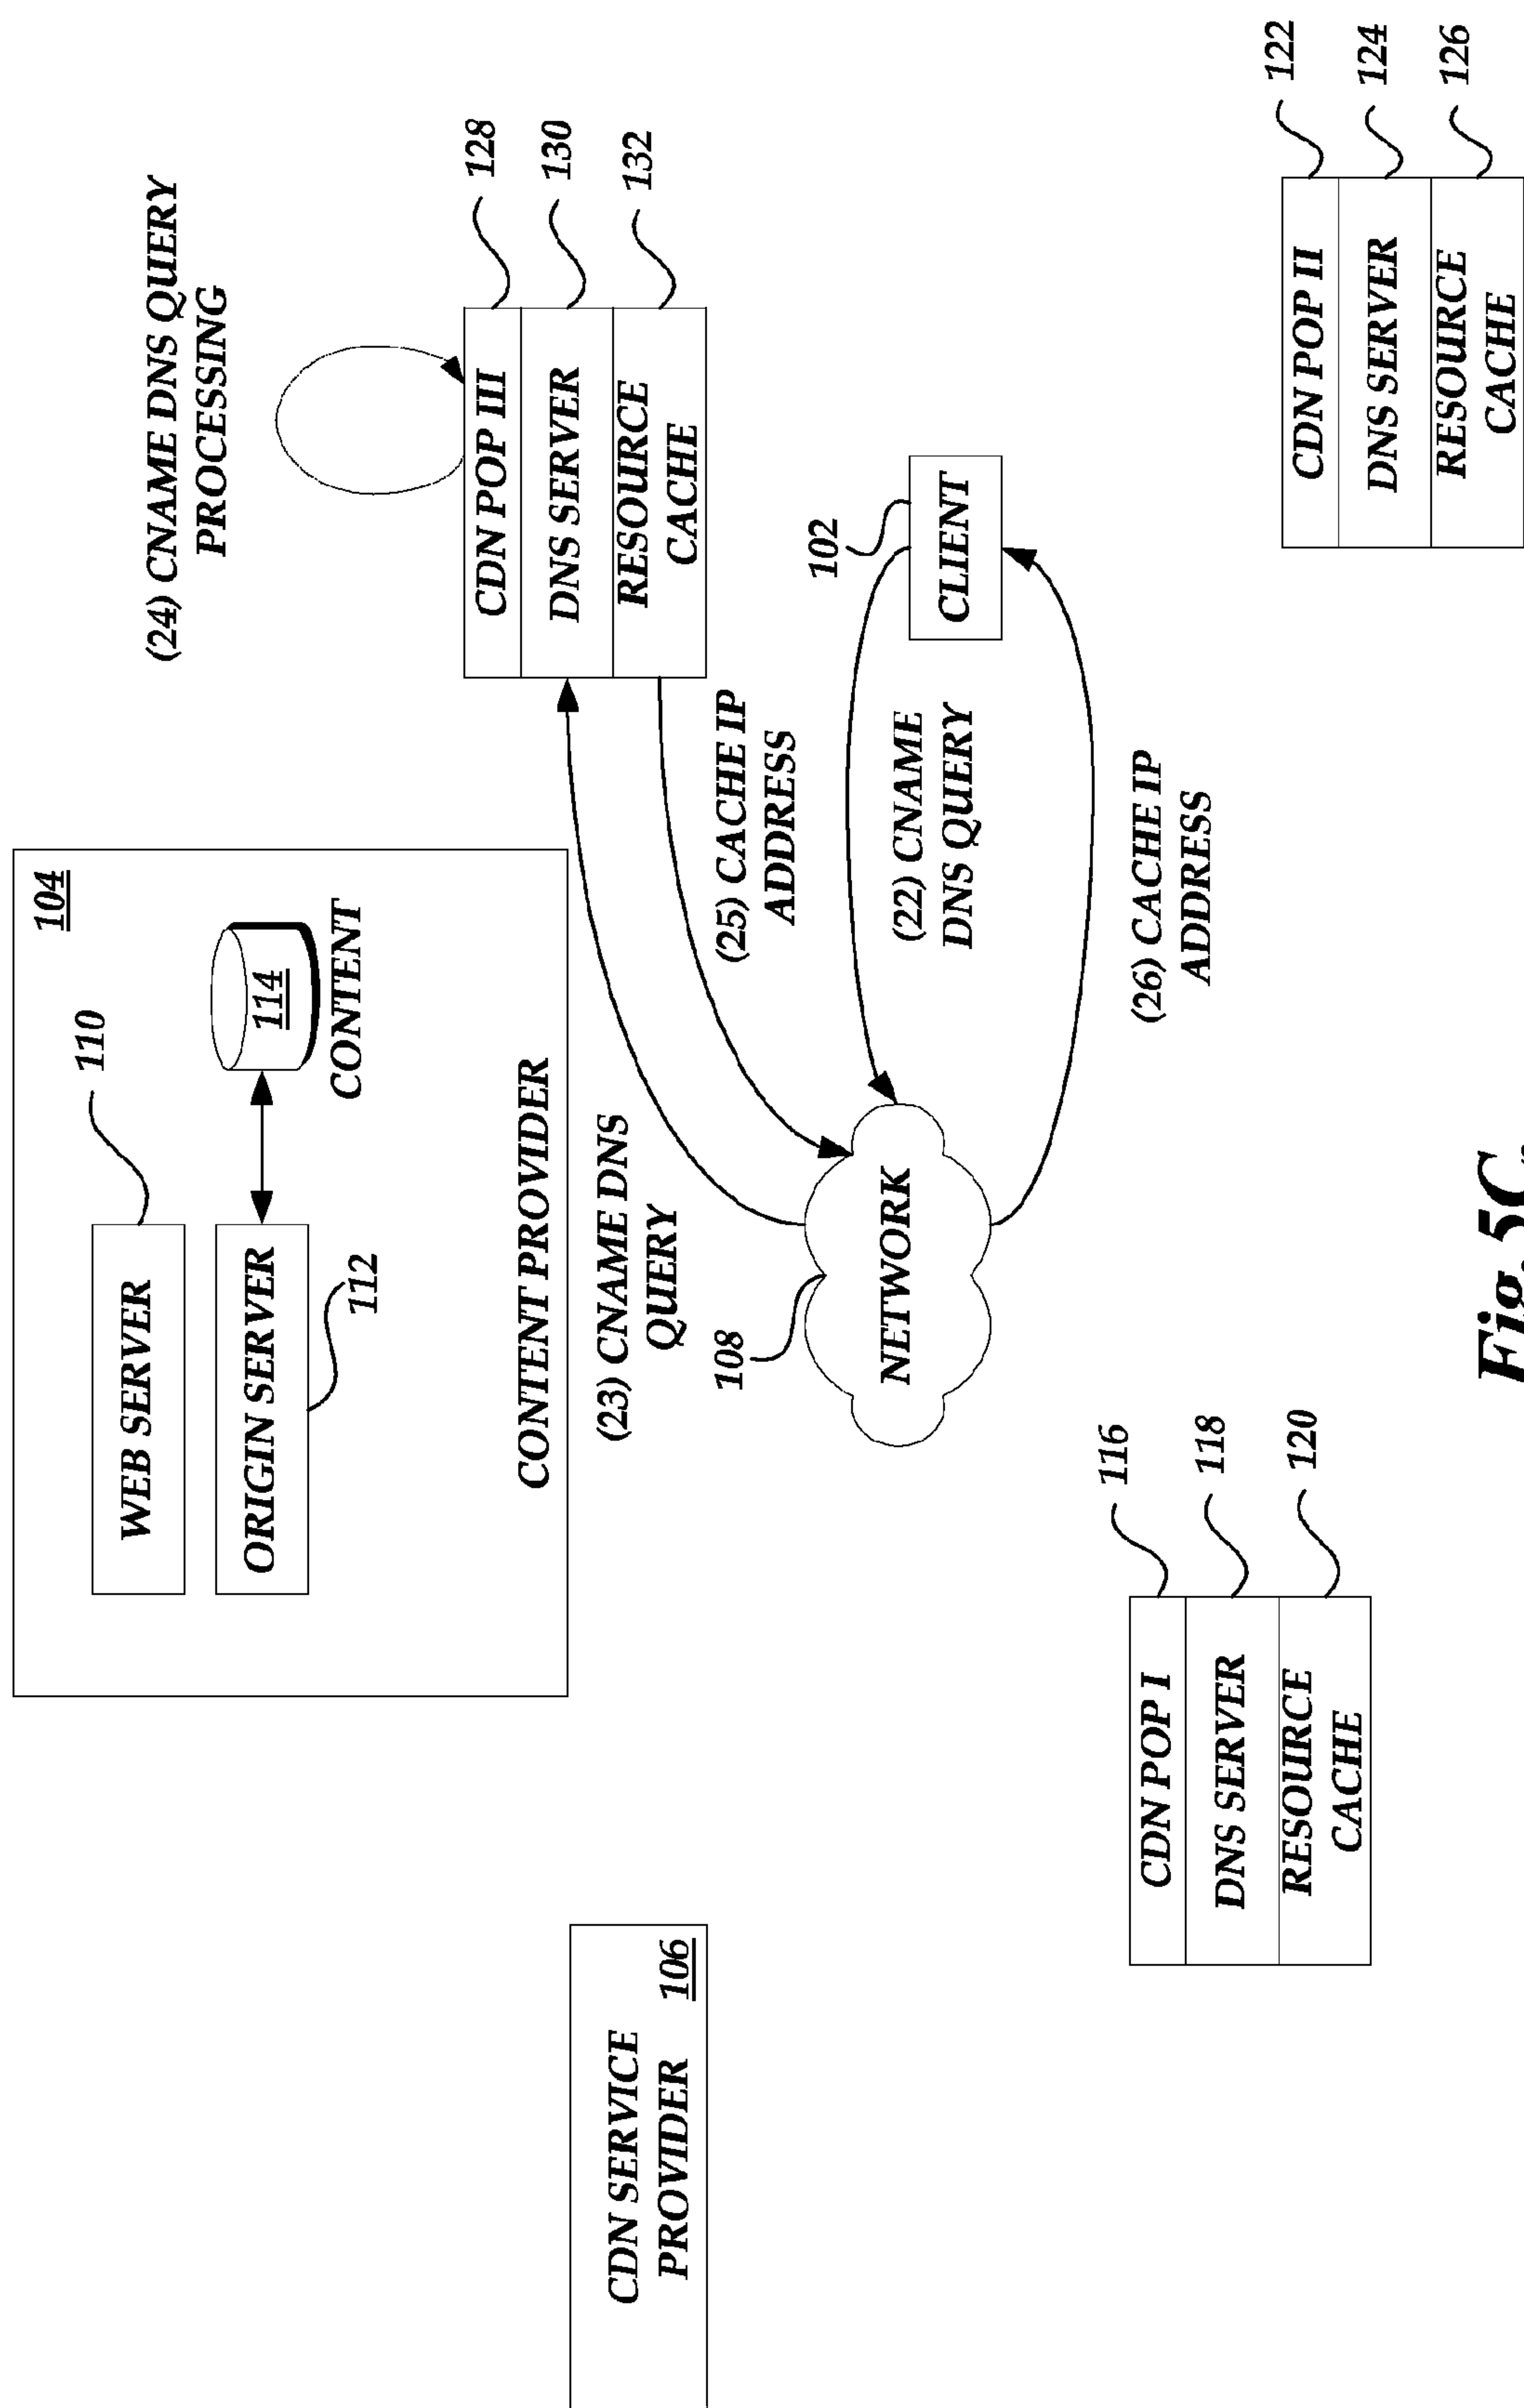 104
110
WEB SERVER
ORIGIN SERVER
112
114
CONTENT
CONTENT PROVIDER
(24) CNAME DNS QUERY
PROCESSING
CDN POP III
128
DNS SERVER
130
RESOURCE
CACHE
132
CDN SERVICE
PROVIDER
106
(23) CNAME DNS
QUERY
(25) CACHE IP
ADDRESS
108
NETWORK
102
CLIENT
(22) CNAME
DNS QUERY
(26) CACHE IP
ADDRESS
CDN POP I
116
DNS SERVER
118
RESOURCE
CACHE
120
CDN POP II
122
DNS SERVER
124
RESOURCE
CACHE
126
Fig. 5C.